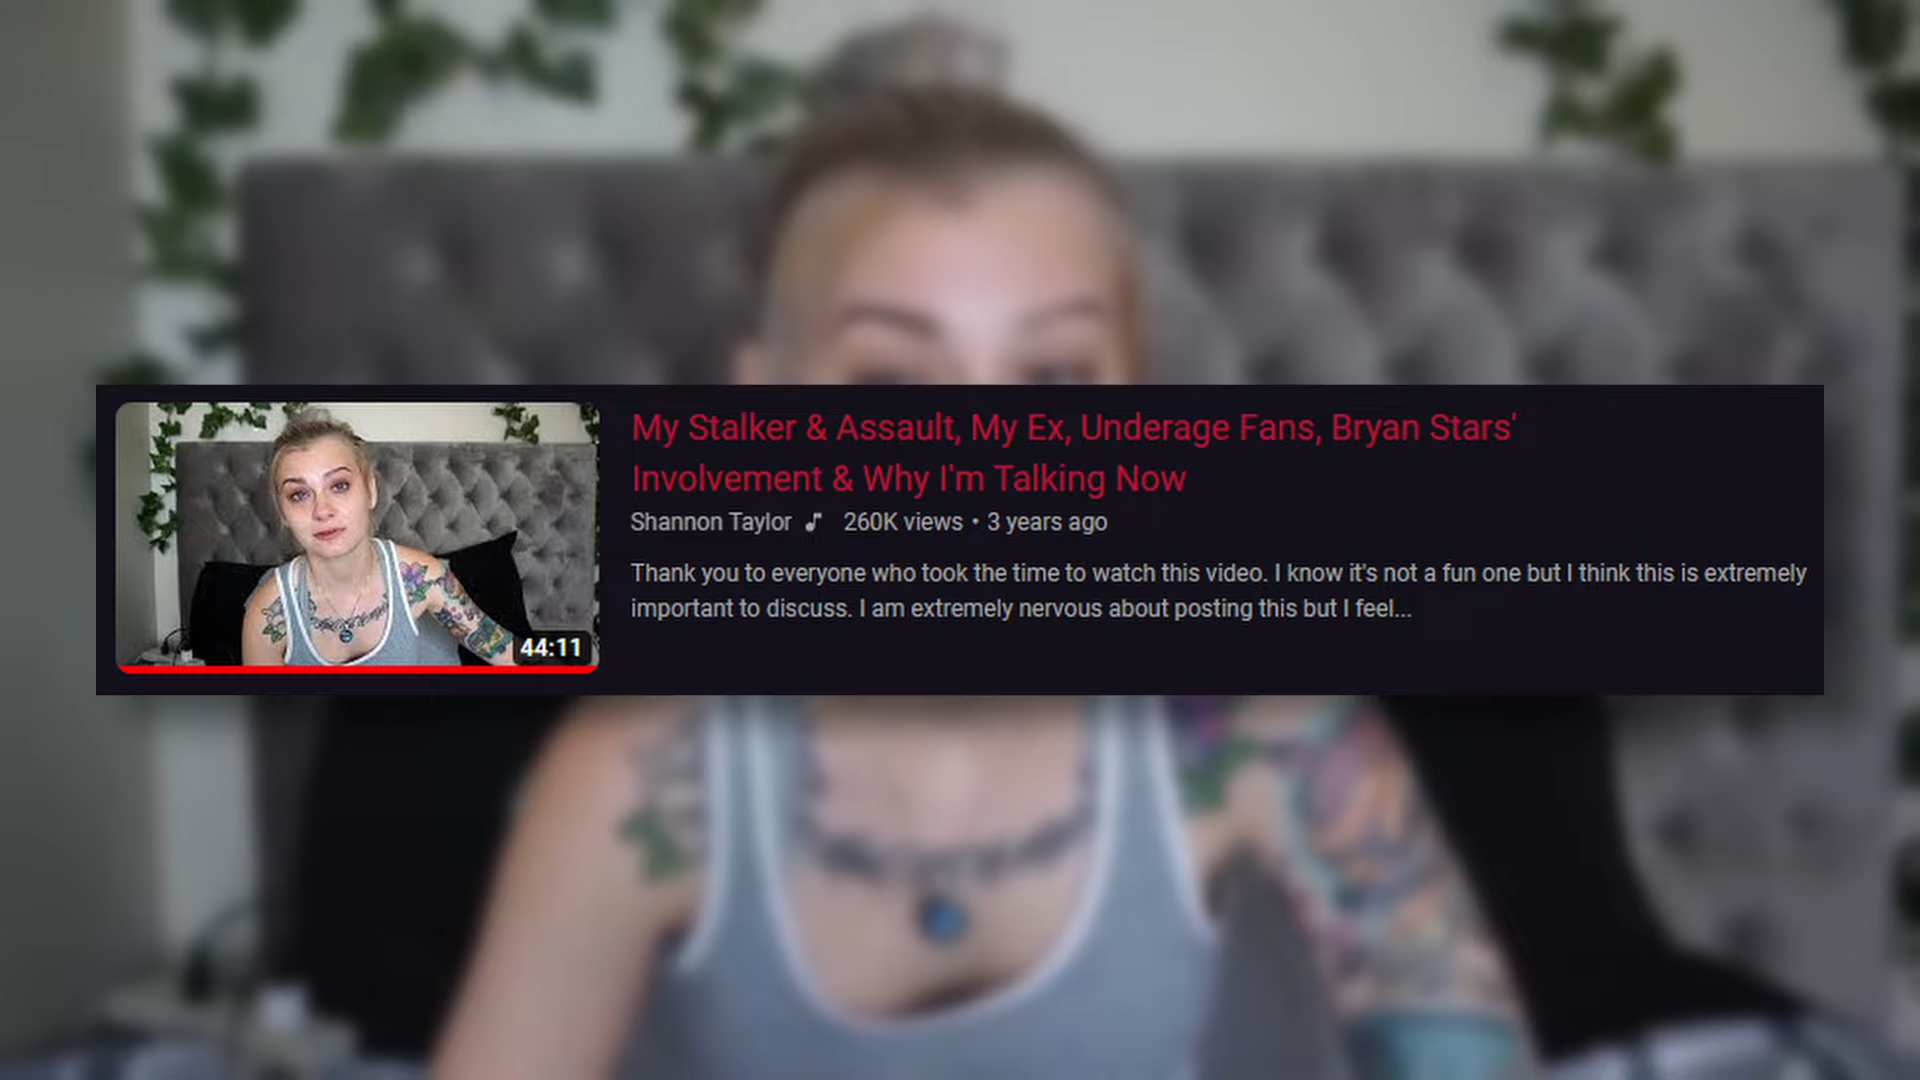 My Stalker & Assault, My Ex, Underage Fans, Bryan Stars'
Involvement & Why I'm Talking Now
Shannon Taylor ♪ 260K views • 3 years ago
Thank you to everyone who took the time to watch this video. I know it's not a fun one but I think this is extremely
important to discuss. I am extremely nervous about posting this but I feel...
44:11